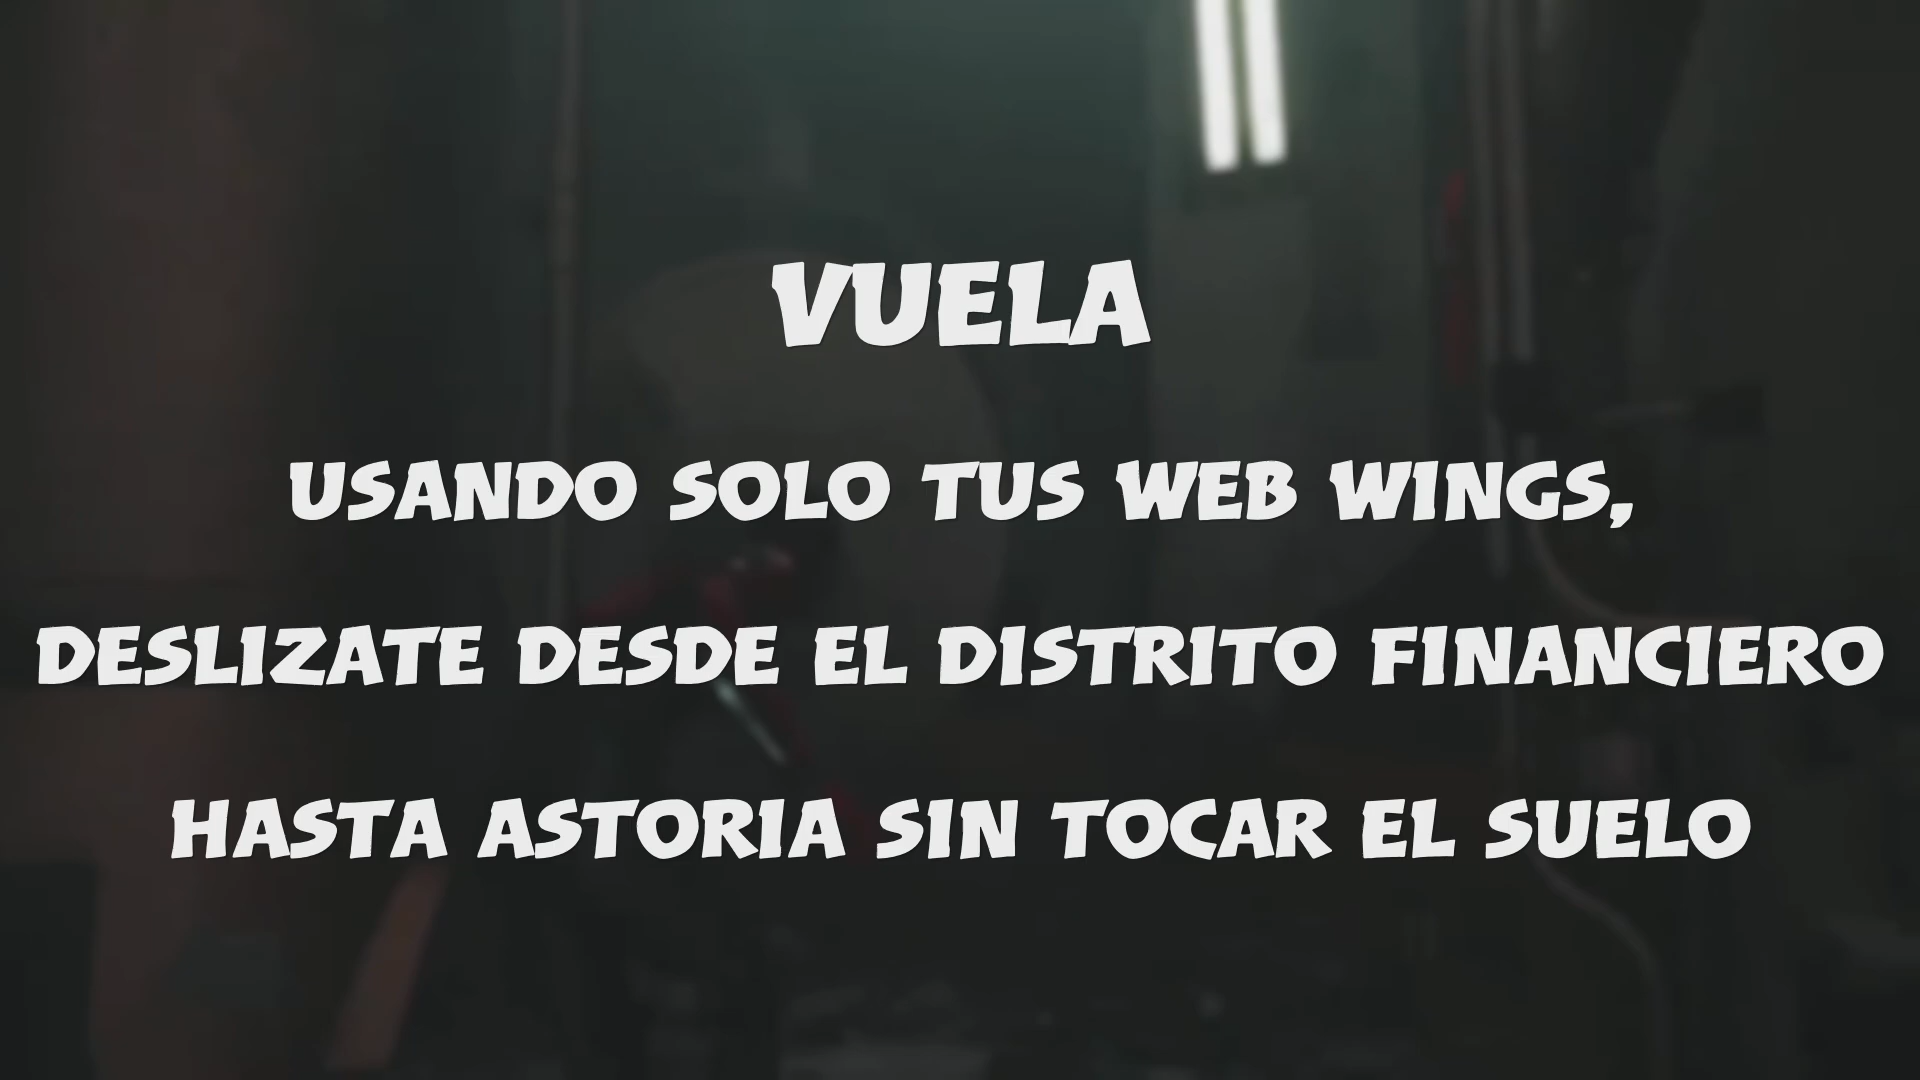 VUELA
USANDO SOLO TUS WEB WINGS,
DESLIZATE DESDE EL DISTRITO FINANCIERO
HASTA ASTORIA SIN TOCAR EL SUELO